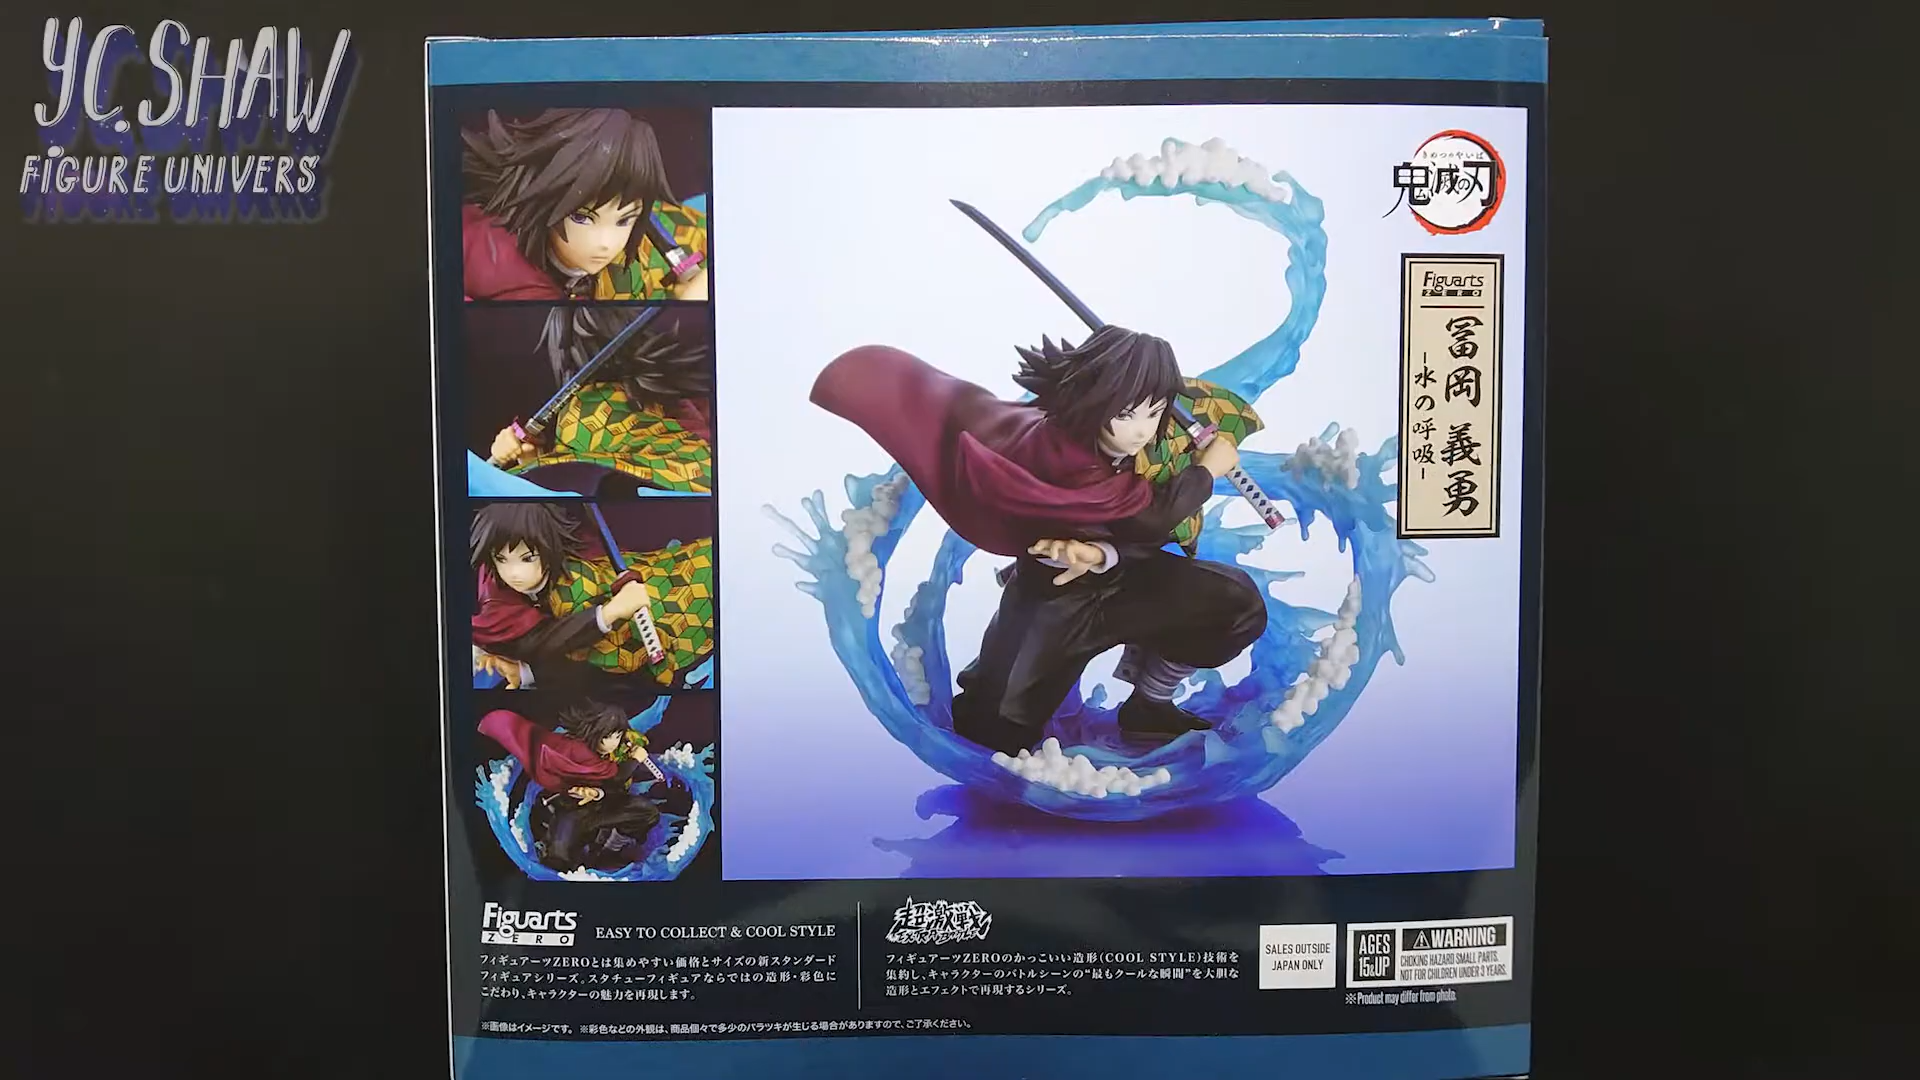 YC.SHAW
FIGURE UNIVERS
きめつのやいば
鬼滅の刃
Figuarts
ZERO
冨岡 義勇
-水の呼吸-
Figuarts
ZERO
EASY TO COLLECT & COOL STYLE
フィギュアーツZEROとは集めやすい価格とサイズの新スタンダード
フィギュアシリーズ。スタチューフィギュアならではの造形・彩色に
こだわり、キャラクターの魅力を再現します。
超激戦
EXTRA BATTLE
フィギュアーツZEROのかっこいい造形(COOL STYLE)技術を
集約し、キャラクターのバトルシーンの“最もクールな瞬間”を大胆な
造形とエフェクトで再現するシリーズ。
SALES OUTSIDE
JAPAN ONLY
AGES
15&UP
WARNING
CHOKING HAZARD SMALL PARTS.
NOT FOR CHILDREN UNDER 3 YEARS.
※Product may differ from photo.
※画像はイメージです。 ※彩色などの外観は、商品個々で多少のバラツキが生じる場合がありますので、ご了承ください。